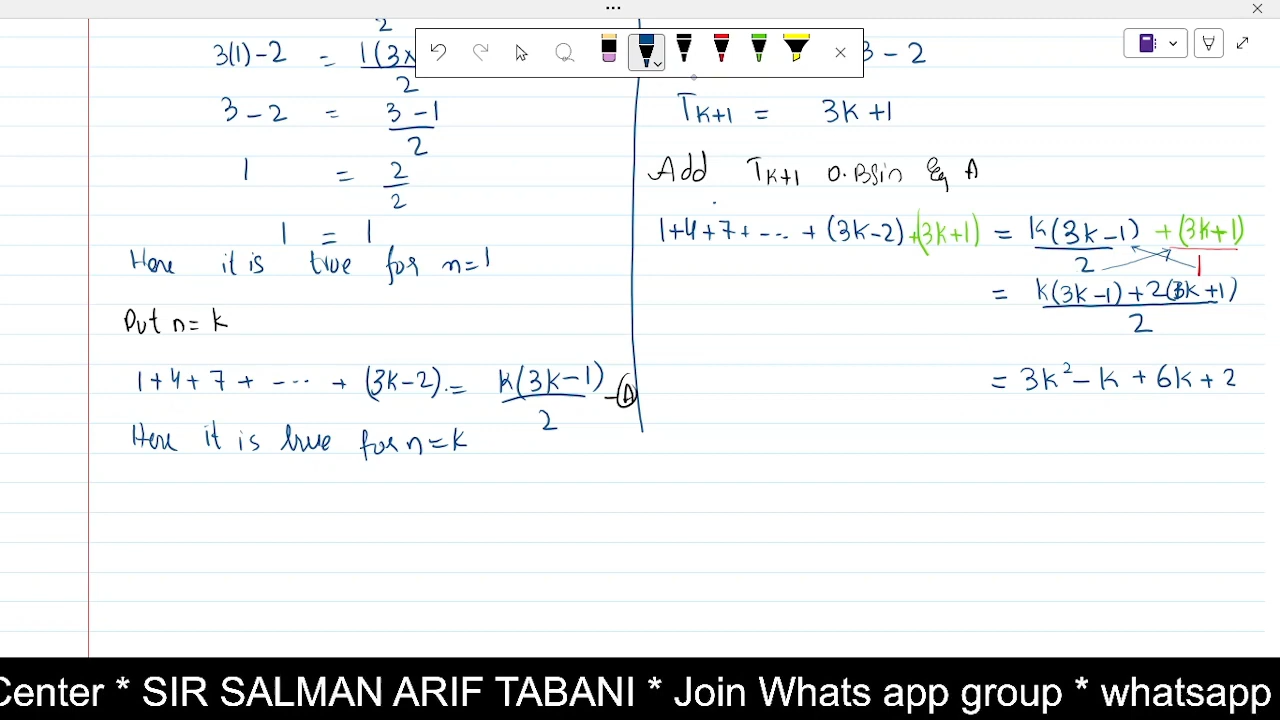 3(1)-2 = 1(3x
2
3 - 2 = 3 - 1
2
1 = 2
2
1 = 1
Here it is true for n=1
Put n= k
1+4+7+ ---- + (3k-2).= k(3k-1) -Ⓐ
2
Here it is true for n=k
3 - 2
Tk+1 = 3k+1
Add Tk+1 O.Bsin Eq A
1+4+7+ -... + (3k-2)+(3k+1) = k(3k-1) + (3k+1)
2 1
= k(3k-1)+2(3k+1)
2
= 3k²-k+6k+2
Center * SIR SALMAN ARIF TABANI * Join Whats app group * whatsapp